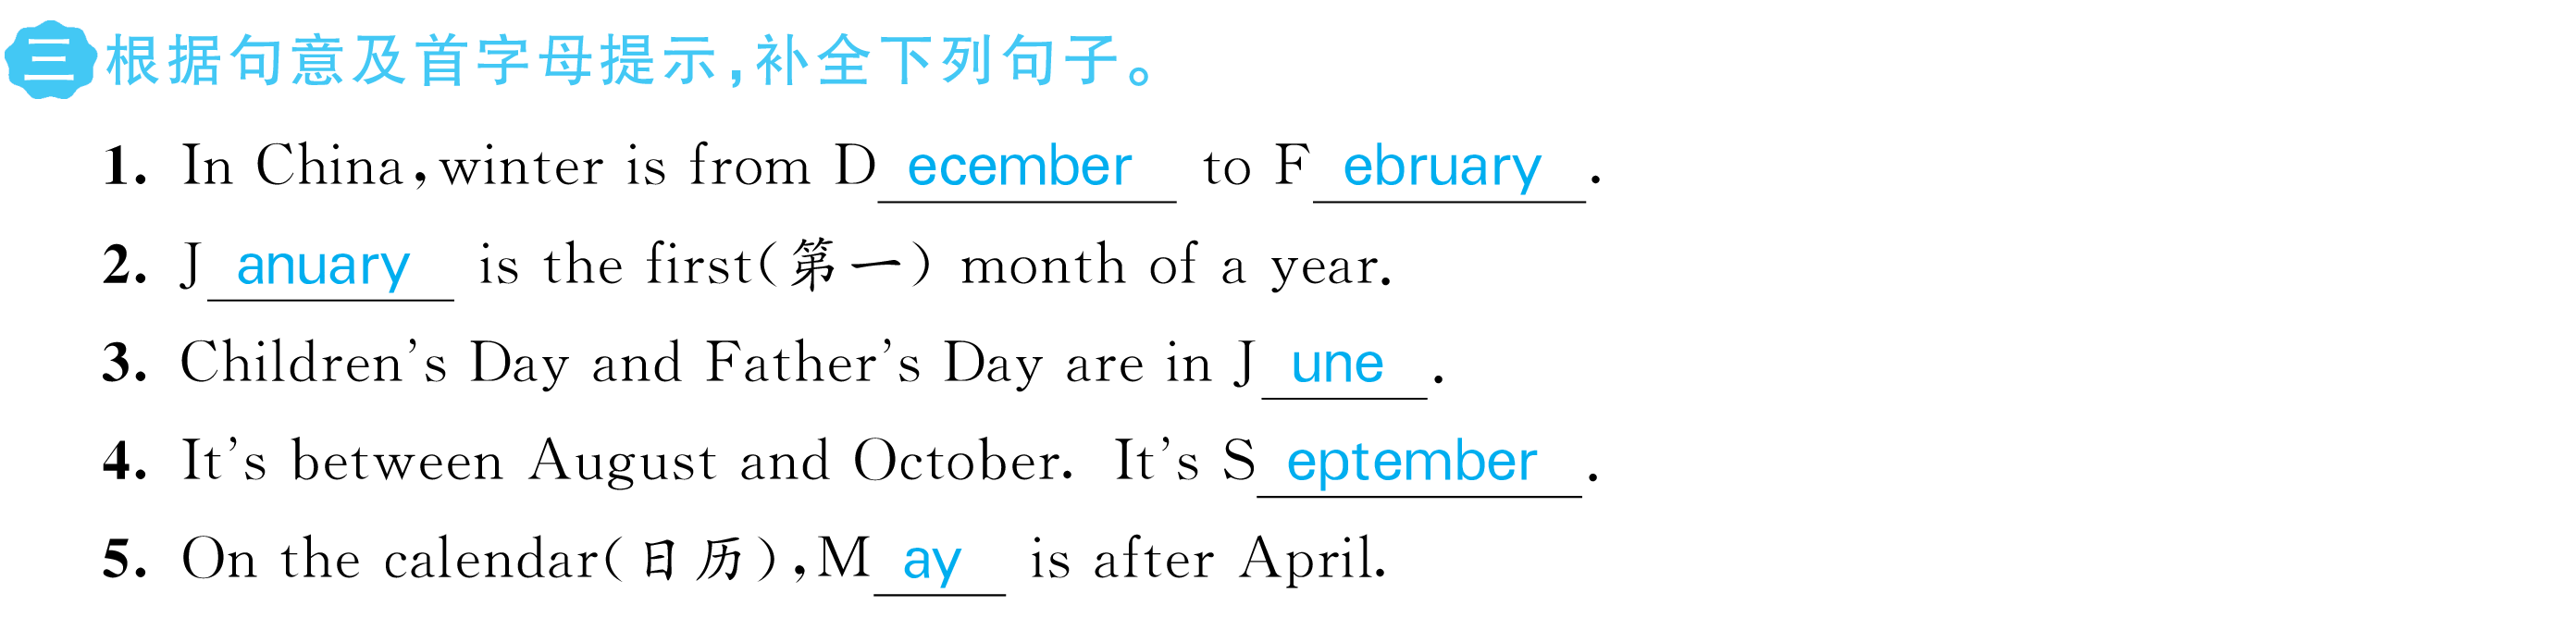 三 根据句意及首字母提示,补全下列句子。
1. In China, winter is from D ecember to F ebruary .
2. J anuary is the first(第一) month of a year.
3. Children's Day and Father's Day are in J une .
4. It's between August and October. It's S eptember .
5. On the calendar(日历), M ay is after April.